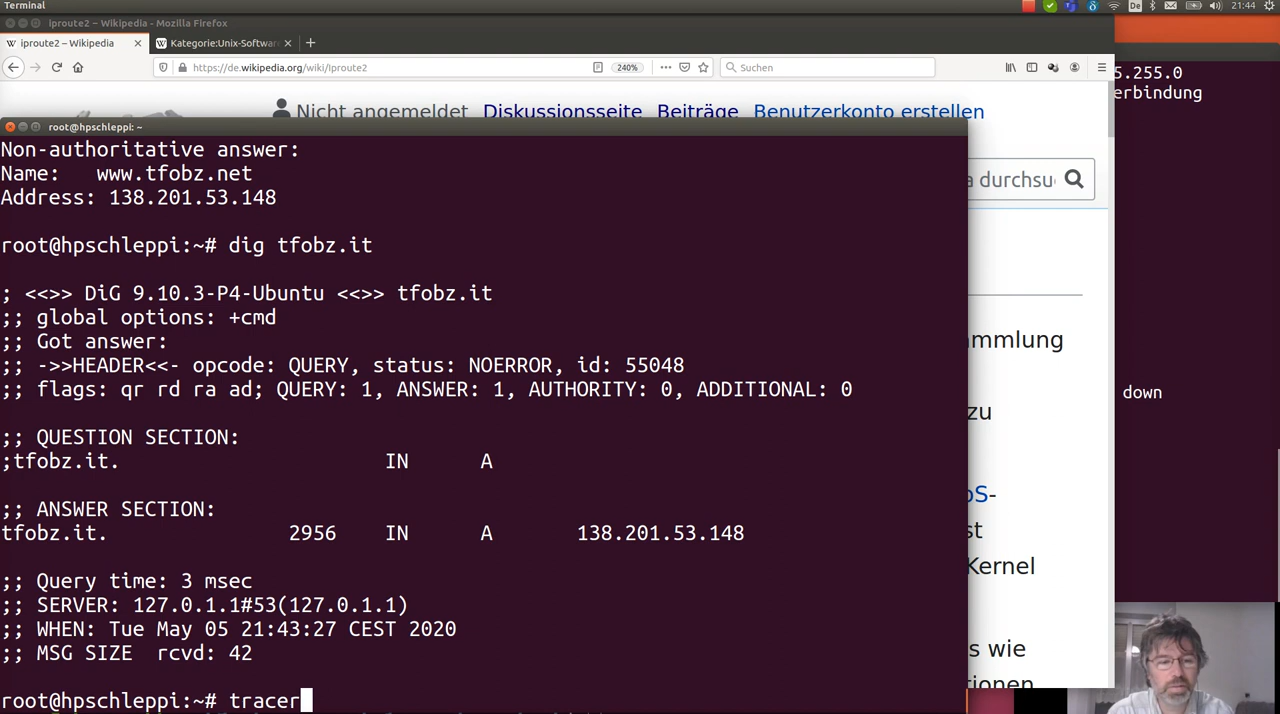 Terminal
De
21:44
iproute2 – Wikipedia - Mozilla Firefox
iproute2 – Wikipedia
Kategorie:Unix-Softwar
https://de.wikipedia.org/wiki/Iproute2
240%
Suchen
5.255.0
erbindung
Nicht angemeldet Diskussionsseite Beiträge Benutzerkonto erstellen
root@hpschleppi: ~
Non-authoritative answer:
Name: www.tfobz.net
Address: 138.201.53.148
durchsu
root@hpschleppi:~# dig tfobz.it
; <<>> DiG 9.10.3-P4-Ubuntu <<>> tfobz.it
;; global options: +cmd
;; Got answer:
;; ->>HEADER<<- opcode: QUERY, status: NOERROR, id: 55048
;; flags: qr rd ra ad; QUERY: 1, ANSWER: 1, AUTHORITY: 0, ADDITIONAL: 0
mmlung
down
zu
;; QUESTION SECTION:
;tfobz.it. IN A
S-
;; ANSWER SECTION:
tfobz.it. 2956 IN A 138.201.53.148
st
Kernel
;; Query time: 3 msec
;; SERVER: 127.0.1.1#53(127.0.1.1)
;; WHEN: Tue May 05 21:43:27 CEST 2020
;; MSG SIZE rcvd: 42
s wie
tionen
root@hpschleppi:~# tracer